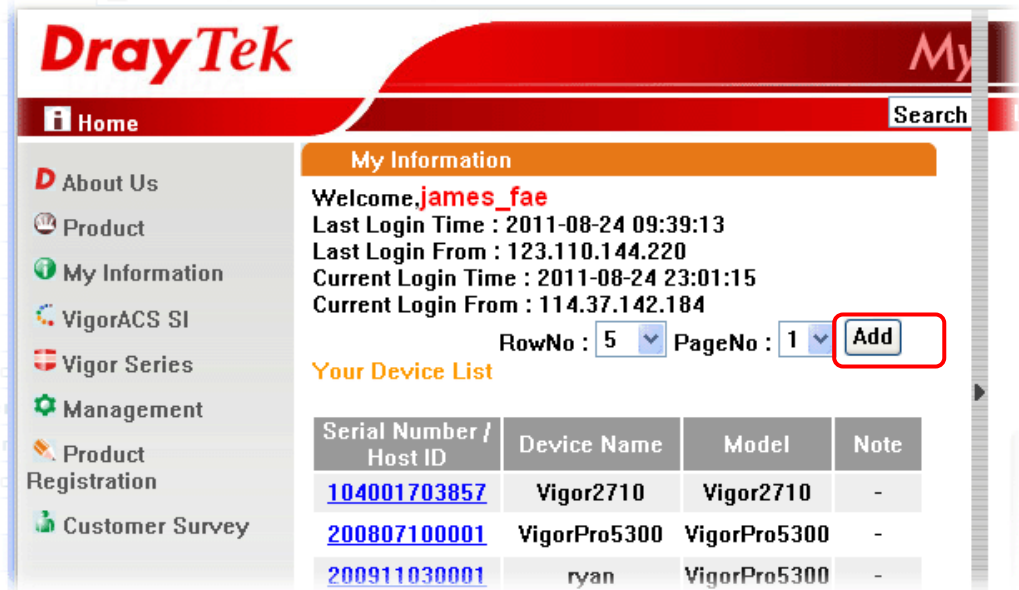 DrayTek
My
Home
Search
About Us
Product
My Information
VigorACS SI
Vigor Series
Management
Product
Registration
Customer Survey
My Information
Welcome,james_fae
Last Login Time : 2011-08-24 09:39:13
Last Login From : 123.110.144.220
Current Login Time : 2011-08-24 23:01:15
Current Login From : 114.37.142.184
RowNo : 5 PageNo : 1 Add
Your Device List
Serial Number / Host ID Device Name Model Note
104001703857 Vigor2710 Vigor2710 -
200807100001 VigorPro5300 VigorPro5300 -
200911030001 ryan VigorPro5300 -